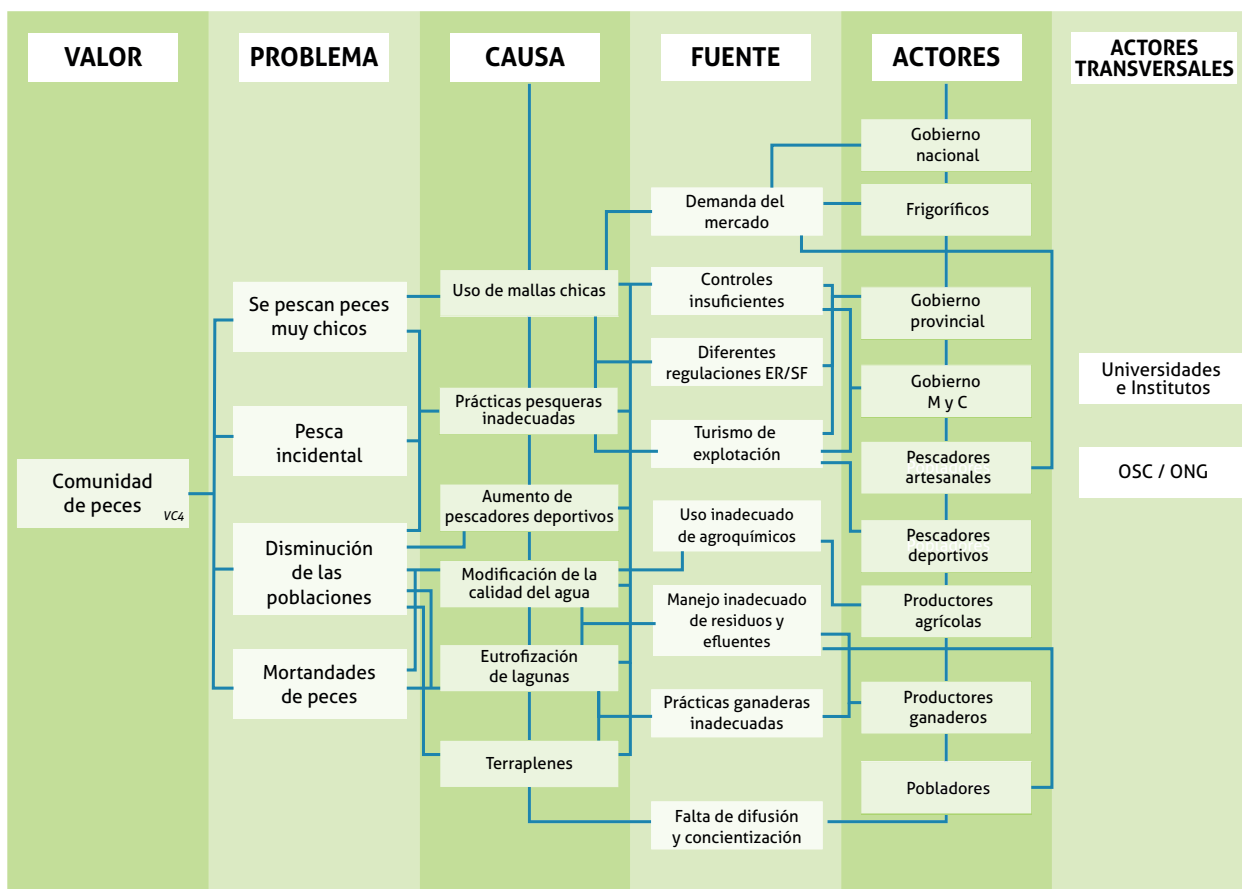 VALOR
PROBLEMA
CAUSA
FUENTE
ACTORES
ACTORES
TRANSVERSALES
Comunidad
de peces
VC4
Se pescan peces
muy chicos
Pesca
incidental
Disminución
de las
poblaciones
Mortandades
de peces
Uso de mallas chicas
Prácticas pesqueras
inadecuadas
Aumento de
pescadores deportivos
Modificación de la
calidad del agua
Eutrofización
de lagunas
Terraplenes
Demanda del
mercado
Controles
insuficientes
Diferentes
regulaciones ER/SF
Turismo de
explotación
Uso inadecuado
de agroquímicos
Manejo inadecuado
de residuos y
efluentes
Prácticas ganaderas
inadecuadas
Falta de difusión
y concientización
Gobierno
nacional
Frigoríficos
Gobierno
provincial
Gobierno
M y C
Pescadores
artesanales
Pescadores
deportivos
Productores
agrícolas
Productores
ganaderos
Pobladores
Universidades
e Institutos
OSC / ONG